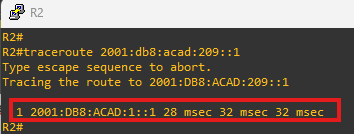 R2
R2#
R2#traceroute 2001:db8:acad:209::1
Type escape sequence to abort.
Tracing the route to 2001:DB8:ACAD:209::1
1 2001:DB8:ACAD:1::1 28 msec 32 msec 32 msec
R2#